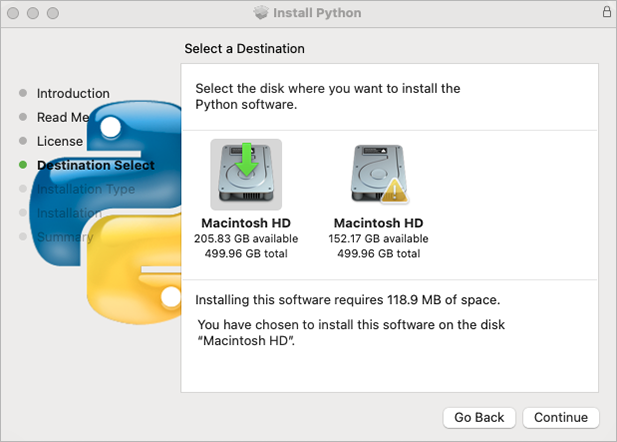 Install Python
Select a Destination
Introduction
Read Me
License
Destination Select
Installation Type
Installation
Summary
Select the disk where you want to install the
Python software.
Macintosh HD
205.83 GB available
499.96 GB total
Macintosh HD
152.17 GB available
499.96 GB total
Installing this software requires 118.9 MB of space.
You have chosen to install this software on the disk
“Macintosh HD”.
Go Back
Continue